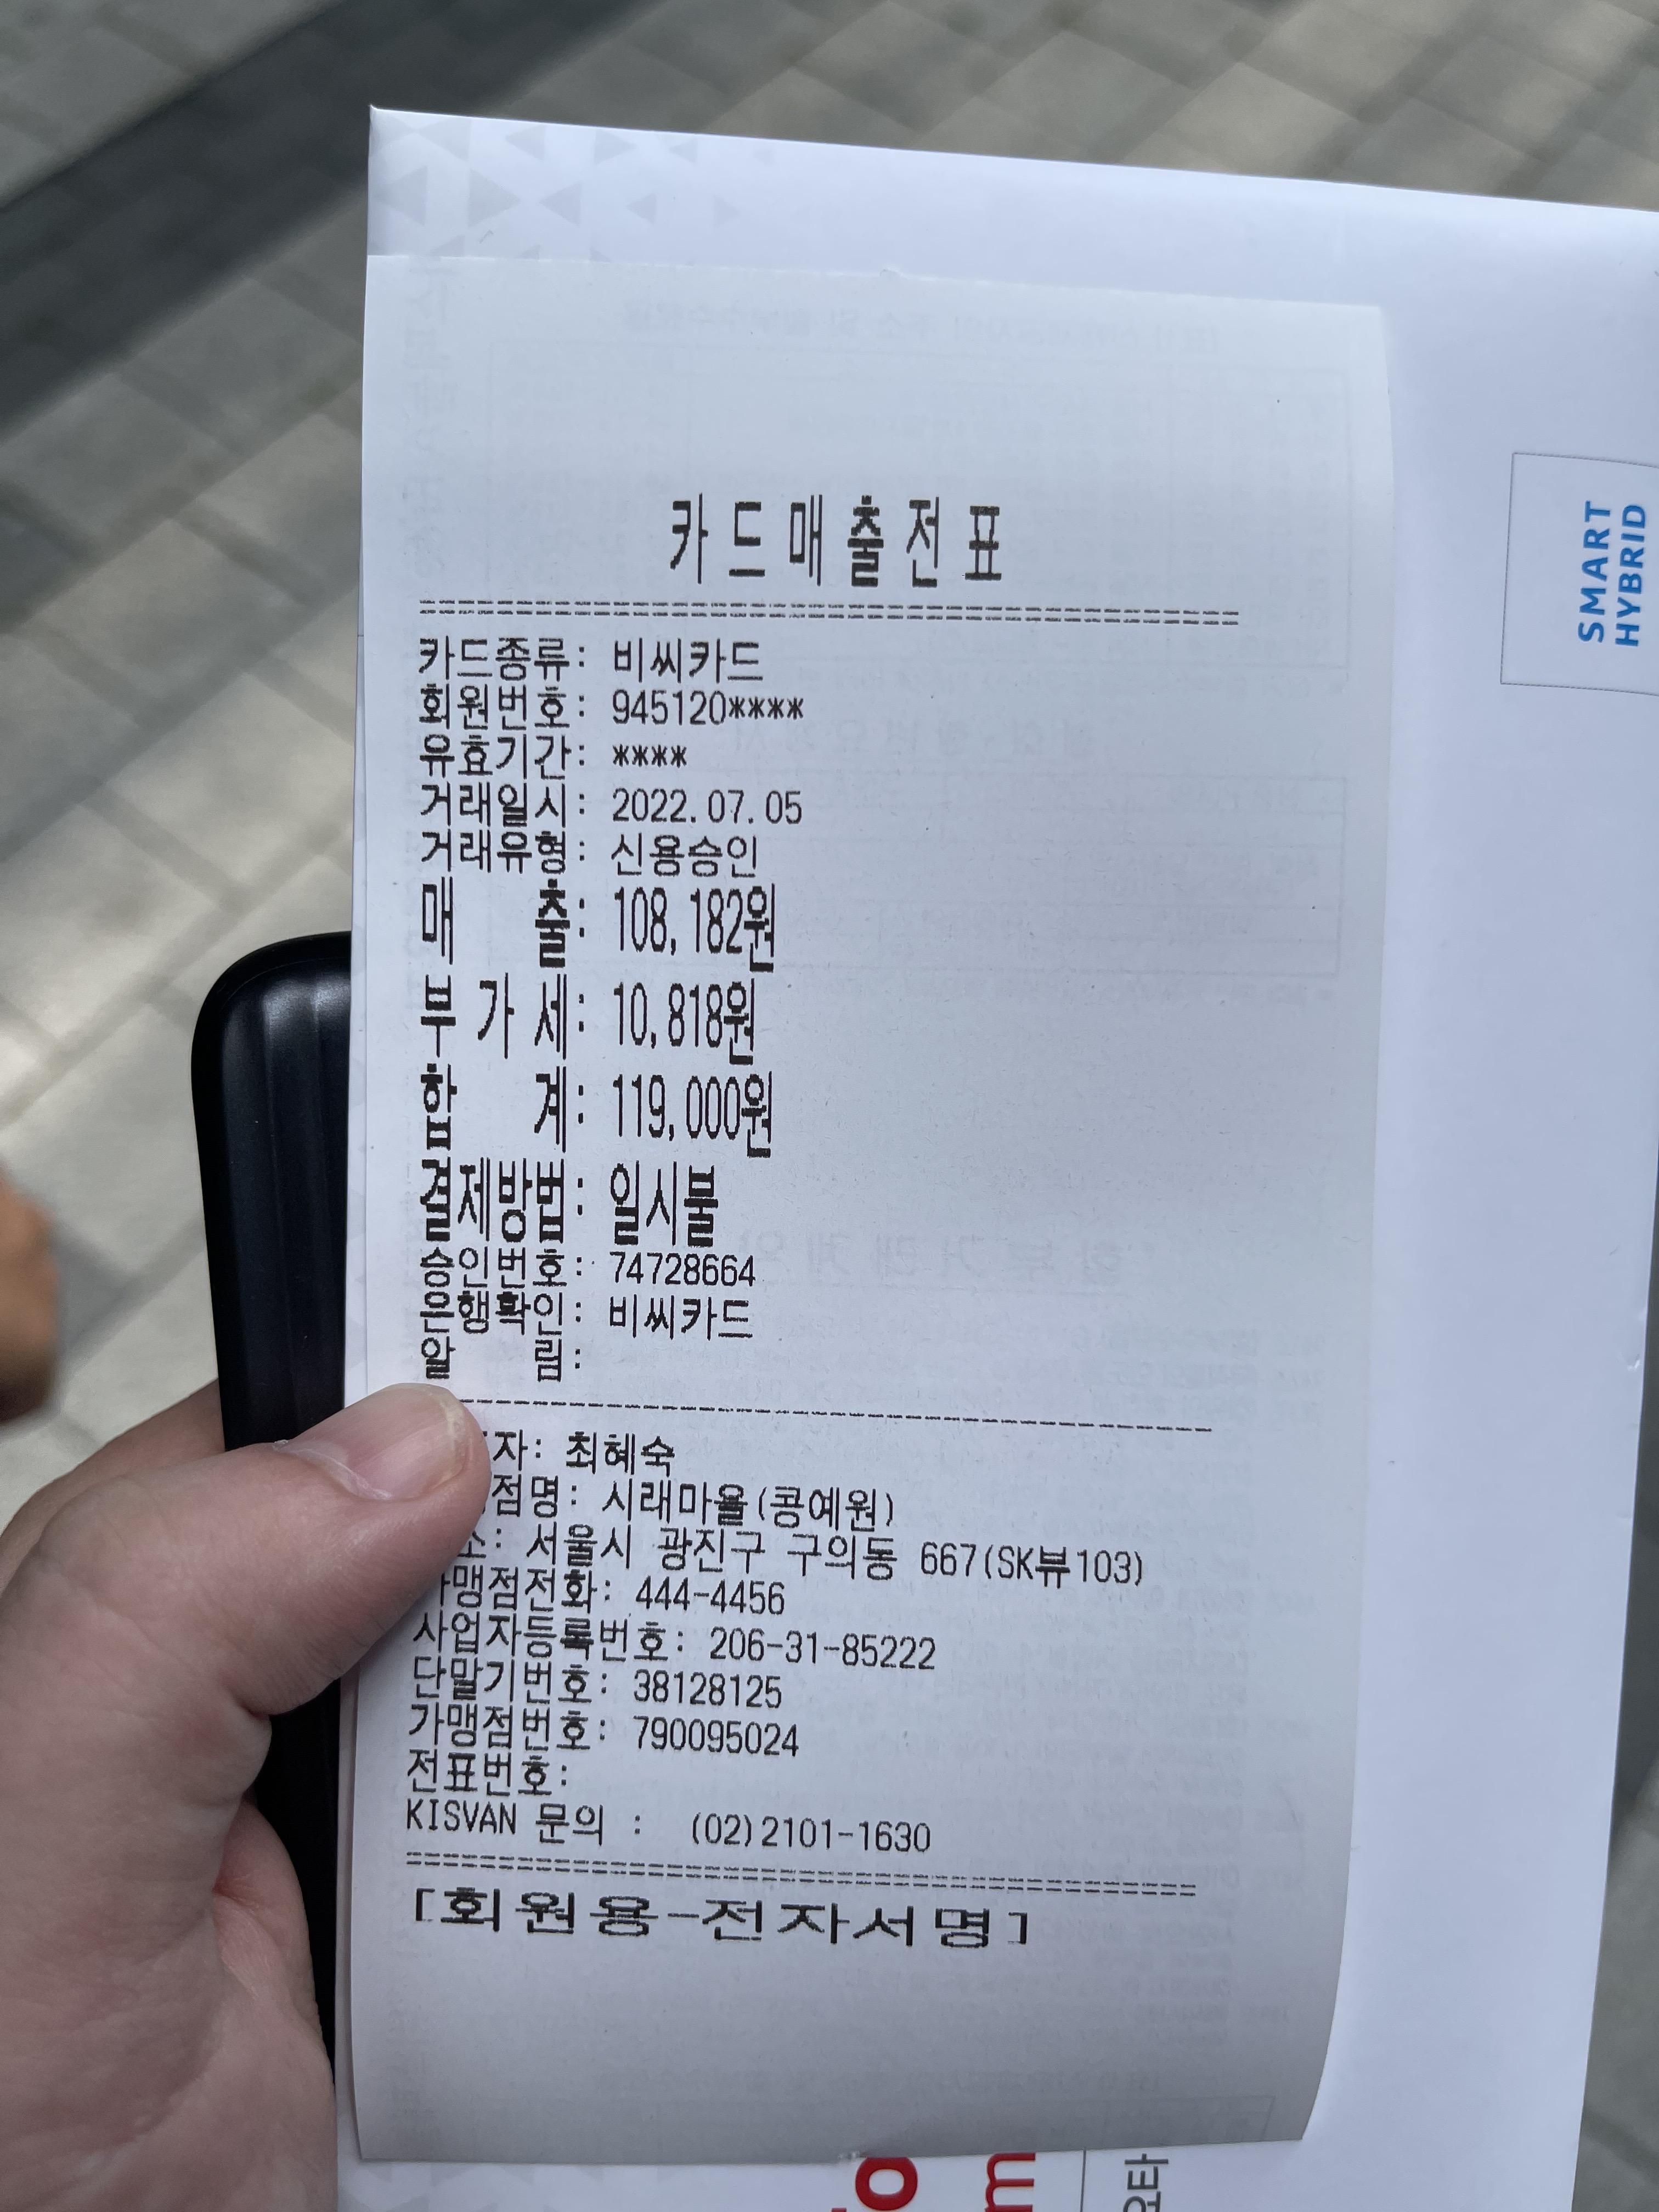 카드매출전표
카드종류: 비씨카드
회원번호: 945120****
유효기간: ****
거래일시: 2022.07.05
거래유형: 신용승인
매 출: 108,182원
부 가 세: 10,818원
합 계: 119,000원
결제방법: 일시불
승인번호: 74728664
은행확인: 비씨카드
알 림:
자: 최혜숙
점명: 시래마율(콩예원)
소: 서울시 광진구 구의동 667(SK뷰103)
가맹점전화: 444-4456
사업자등록번호: 206-31-85222
단말기번호: 38128125
가맹점번호: 790095024
전표번호:
KISVAN 문의 : (02)2101-1630
[회원용-전자서명]
SMART
HYBRID